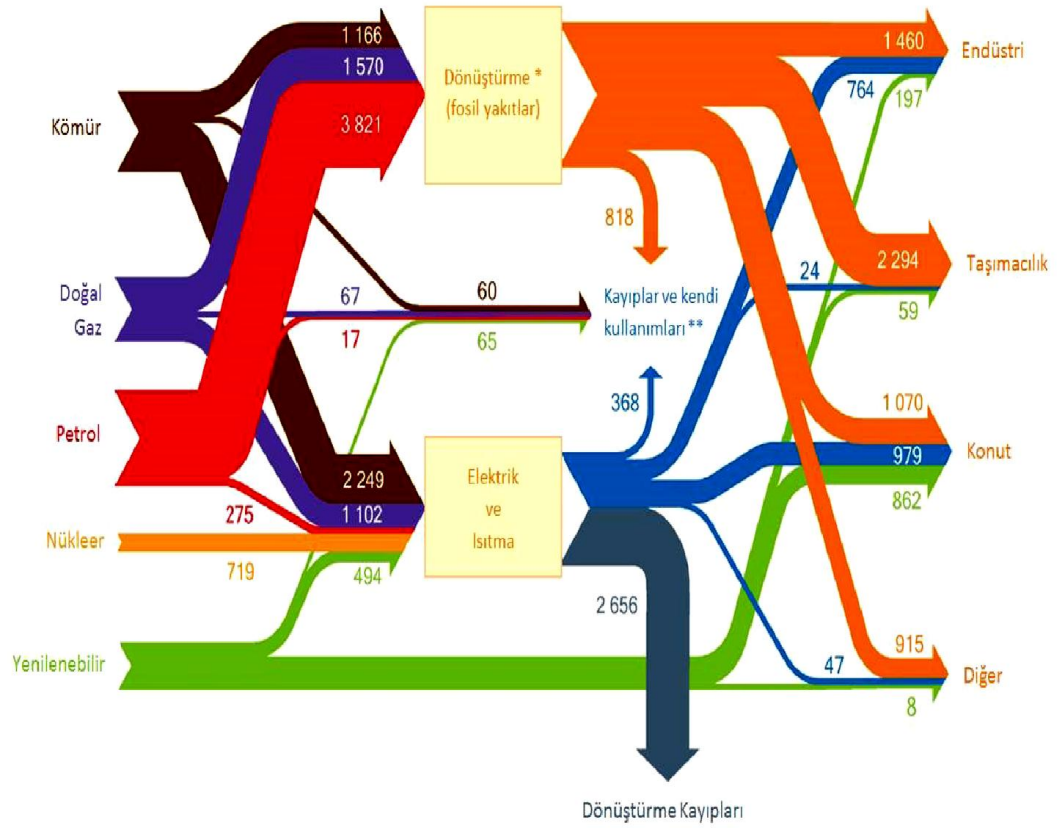 Kömür
Doğal
Gaz
Petrol
Nükleer
Yenilenebilir
1 166
1 570
3 821
67
17
60
65
2 249
1 102
275
719
494
Dönüştürme *
(fosil yakıtlar)
Elektrik
ve
Isıtma
818
Kayıplar ve kendi
kullanımları **
368
2 656
Dönüştürme Kayıpları
1 460
764
197
Endüstri
2 294
24
59
Taşımacılık
1 070
979
862
Konut
915
47
8
Diğer